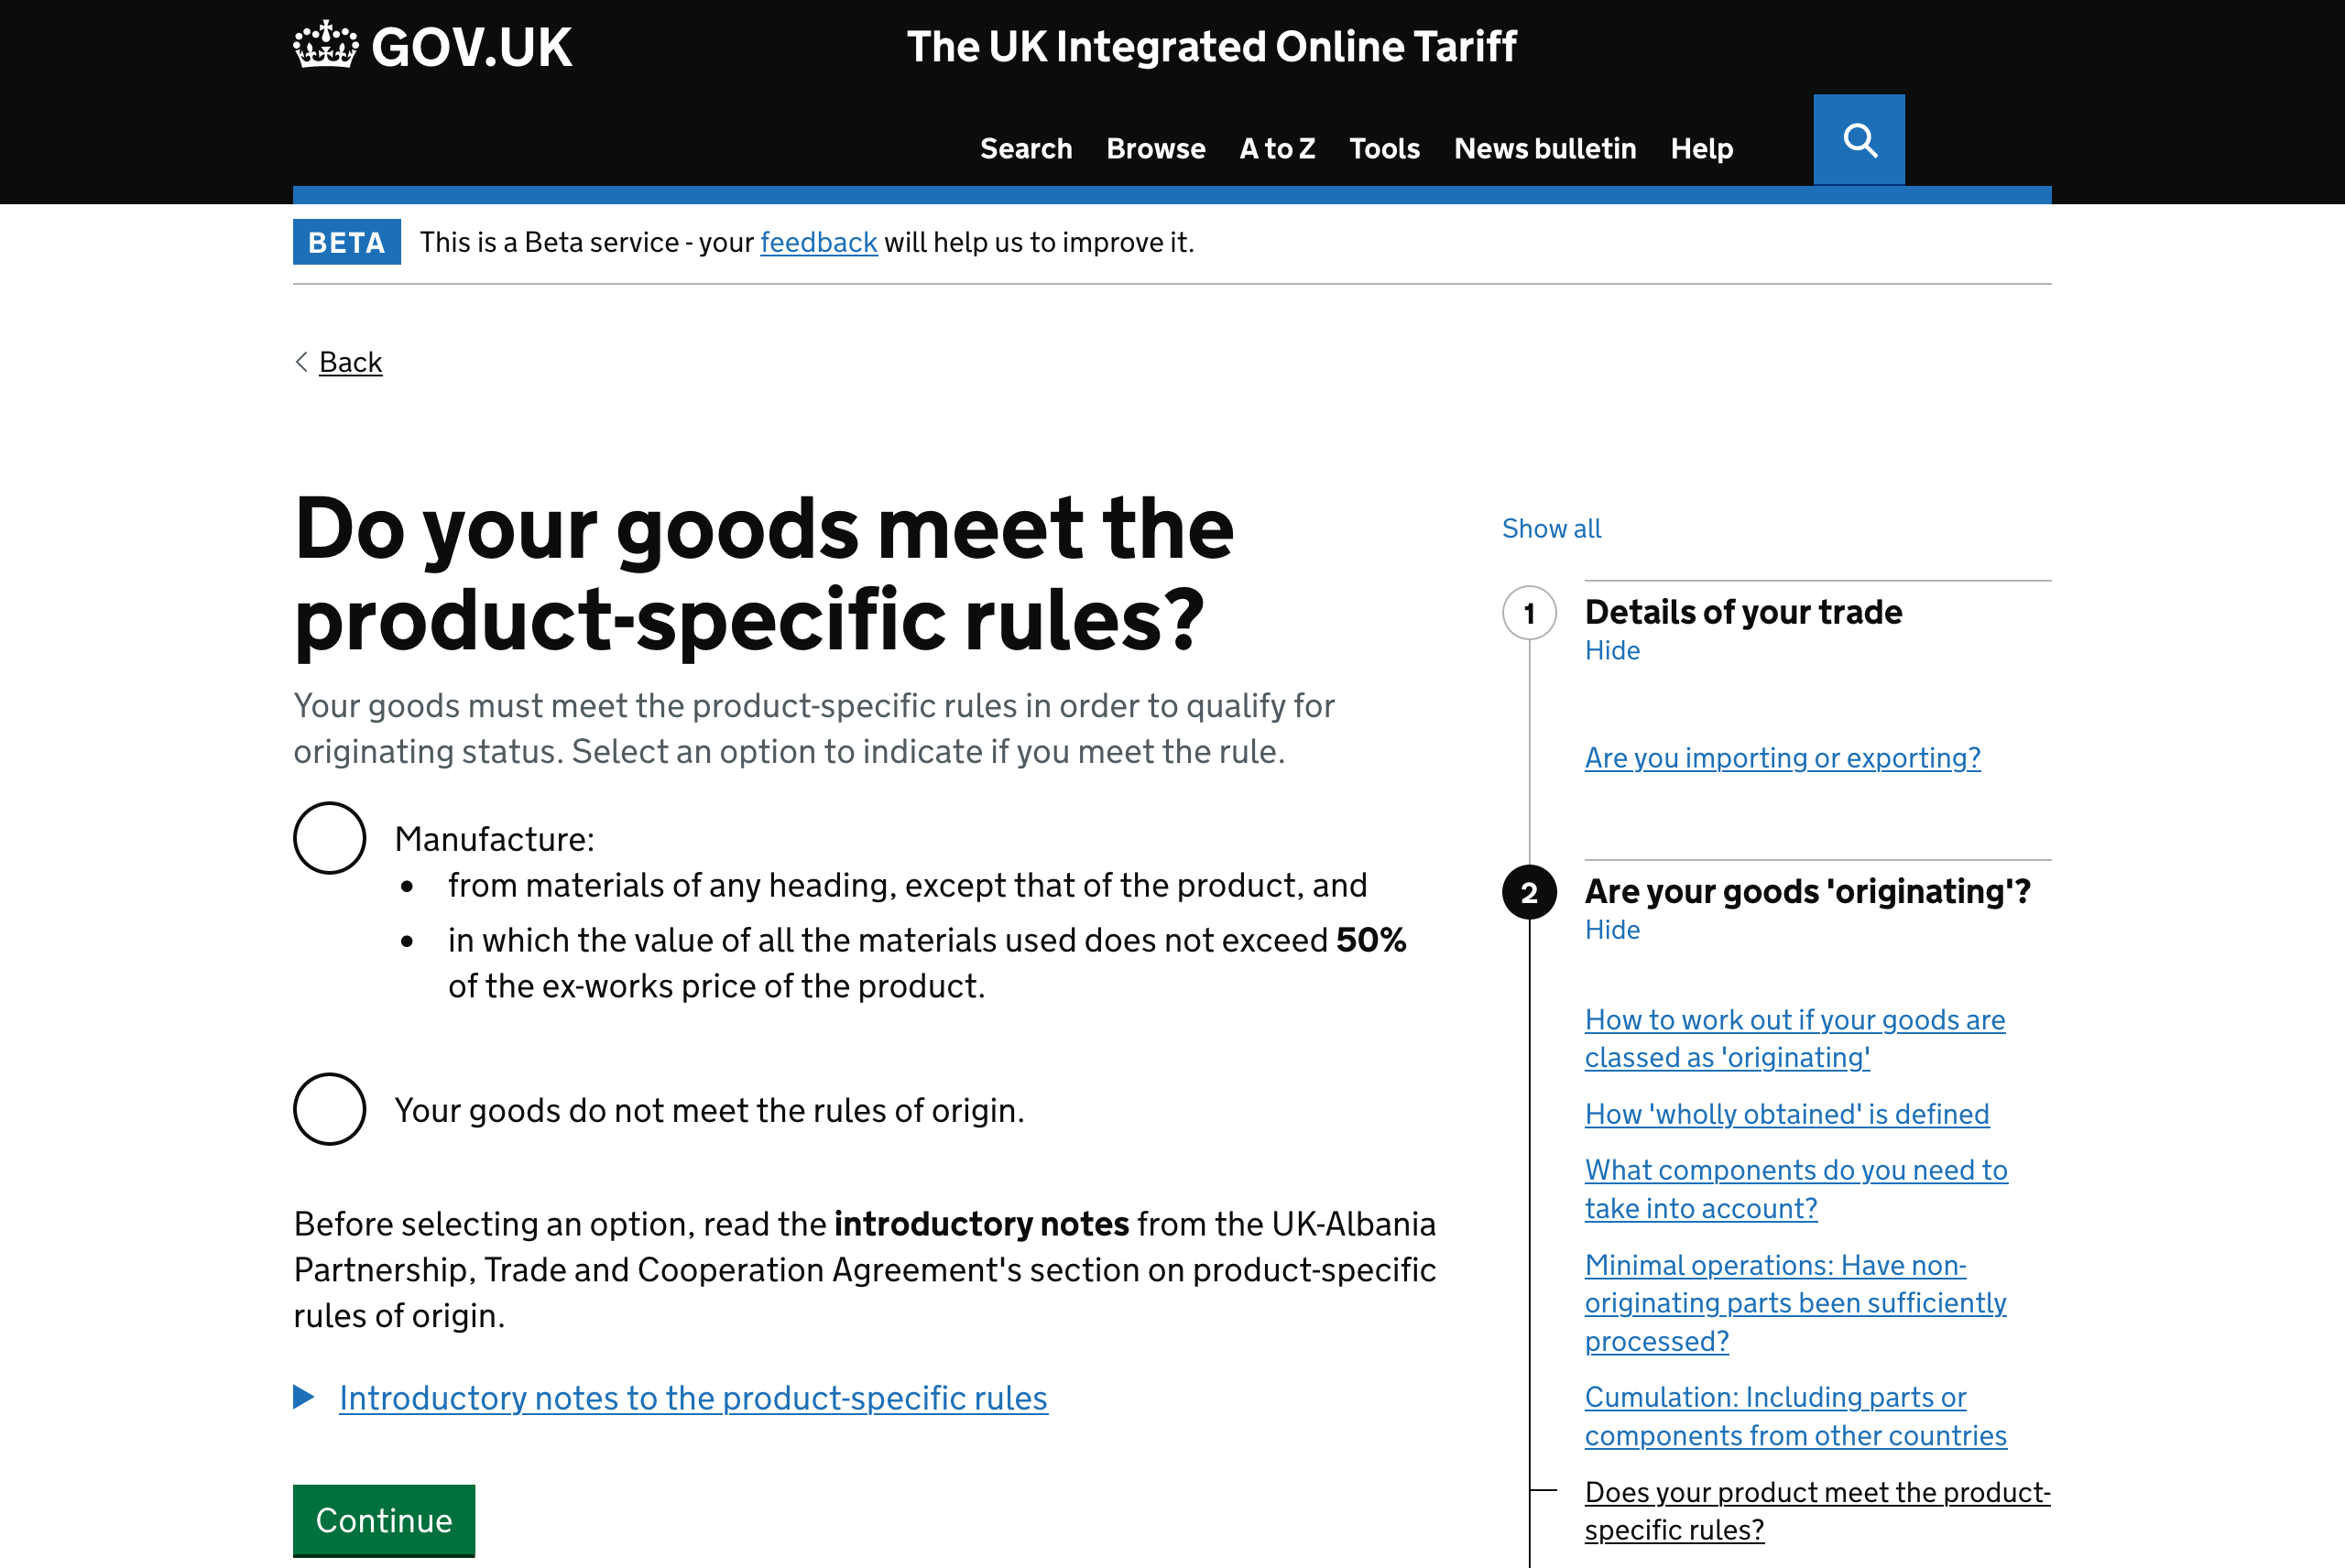 GOV.UK
The UK Integrated Online Tariff
Search Browse A to Z Tools News bulletin Help
BETA This is a Beta service - your feedback will help us to improve it.
Back
Do your goods meet the
product-specific rules?
Your goods must meet the product-specific rules in order to qualify for
originating status. Select an option to indicate if you meet the rule.
Manufacture:
• from materials of any heading, except that of the product, and
• in which the value of all the materials used does not exceed 50%
of the ex-works price of the product.
Your goods do not meet the rules of origin.
Before selecting an option, read the introductory notes from the UK-Albania
Partnership, Trade and Cooperation Agreement's section on product-specific
rules of origin.
Introductory notes to the product-specific rules
Continue
Show all
1 Details of your trade
Hide
Are you importing or exporting?
2 Are your goods 'originating'?
Hide
How to work out if your goods are
classed as 'originating'
How 'wholly obtained' is defined
What components do you need to
take into account?
Minimal operations: Have non-
originating parts been sufficiently
processed?
Cumulation: Including parts or
components from other countries
Does your product meet the product-
specific rules?